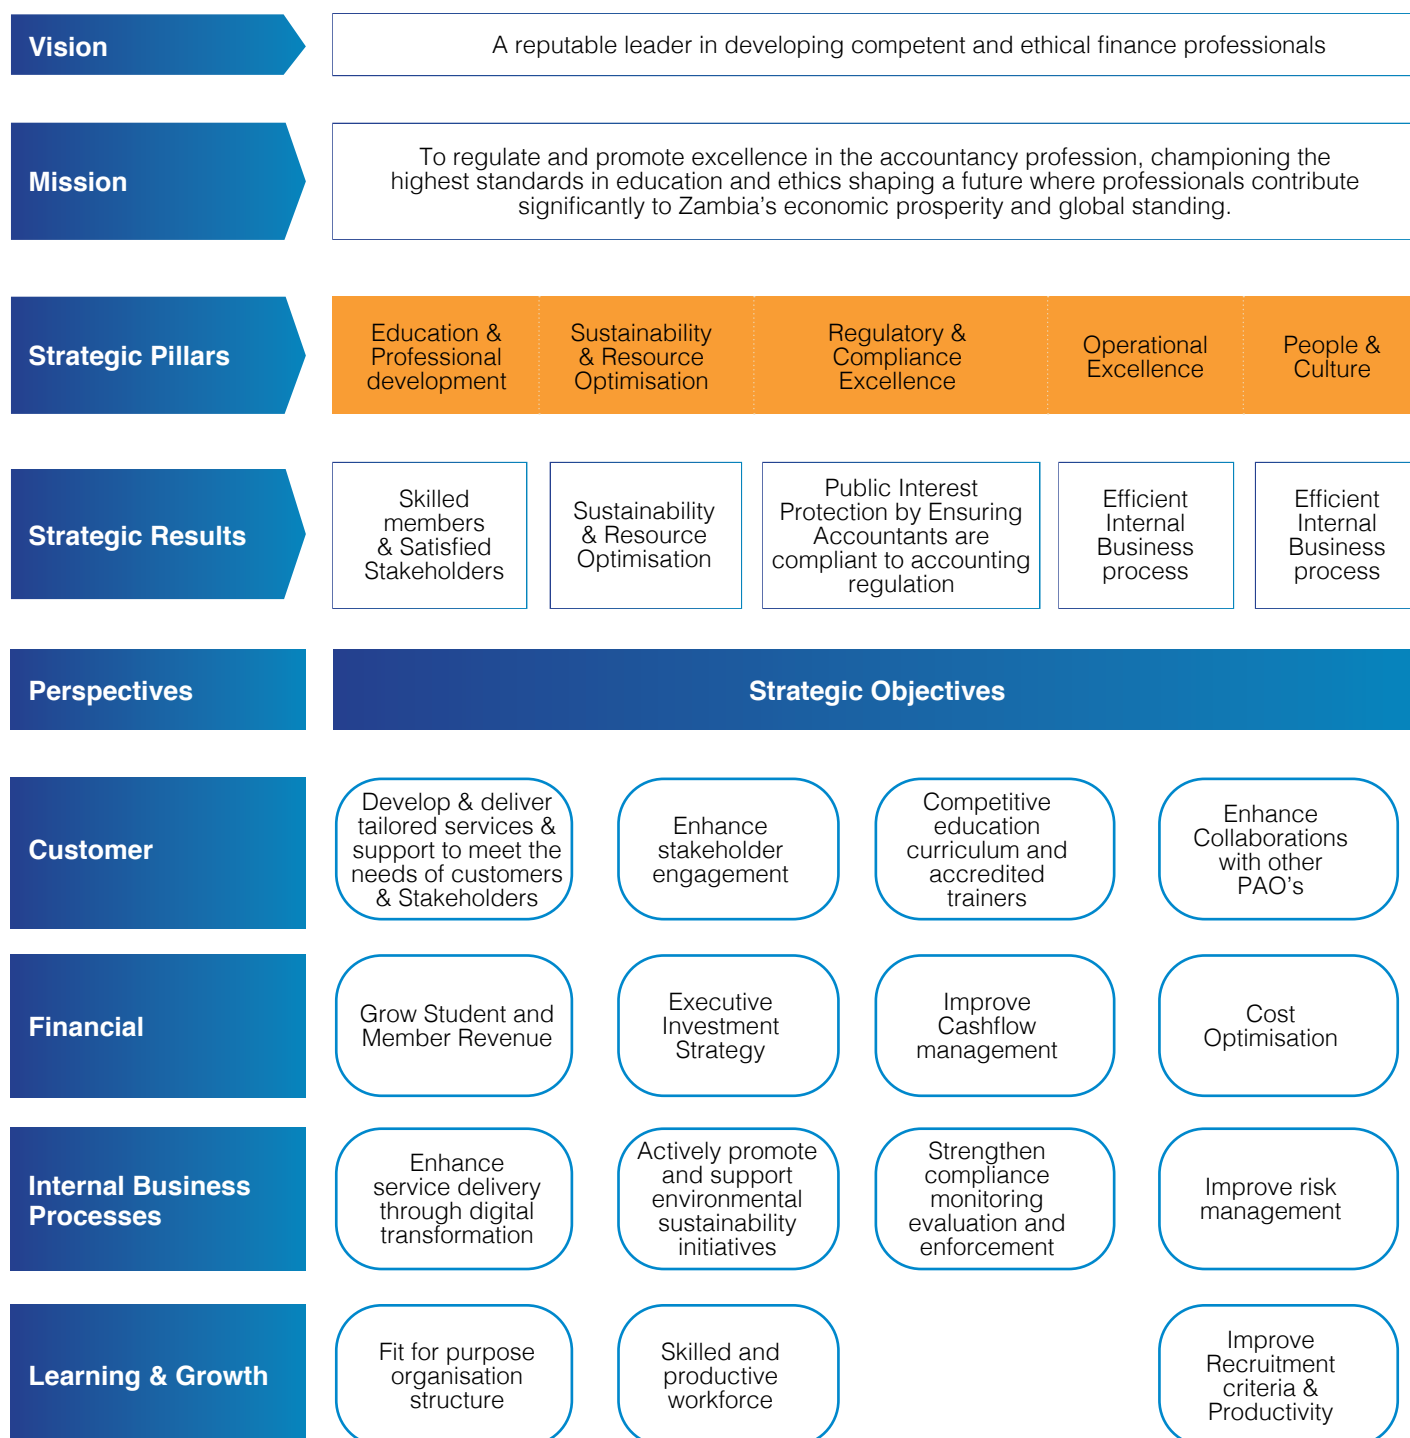 Vision
A reputable leader in developing competent and ethical finance professionals
Mission
To regulate and promote excellence in the accountancy profession, championing the
highest standards in education and ethics shaping a future where professionals contribute
significantly to Zambia's economic prosperity and global standing.
Strategic Pillars
Education &
Professional
development
Sustainability
& Resource
Optimisation
Regulatory &
Compliance
Excellence
Operational
Excellence
People &
Culture
Strategic Results
Skilled
members
& Satisfied
Stakeholders
Sustainability
& Resource
Optimisation
Public Interest
Protection by Ensuring
Accountants are
compliant to accounting
regulation
Efficient
Internal
Business
process
Efficient
Internal
Business
process
Perspectives
Strategic Objectives
Customer
Develop & deliver
tailored services &
support to meet the
needs of customers
& Stakeholders
Enhance
stakeholder
engagement
Competitive
education
curriculum and
accredited
trainers
Enhance
Collaborations
with other
PAO's
Financial
Grow Student and
Member Revenue
Executive
Investment
Strategy
Improve
Cashflow
management
Cost
Optimisation
Internal Business
Processes
Enhance
service delivery
through digital
transformation
Actively promote
and support
environmental
sustainability
initiatives
Strengthen
compliance
monitoring
evaluation and
enforcement
Improve risk
management
Learning & Growth
Fit for purpose
organisation
structure
Skilled and
productive
workforce
Improve
Recruitment
criteria &
Productivity